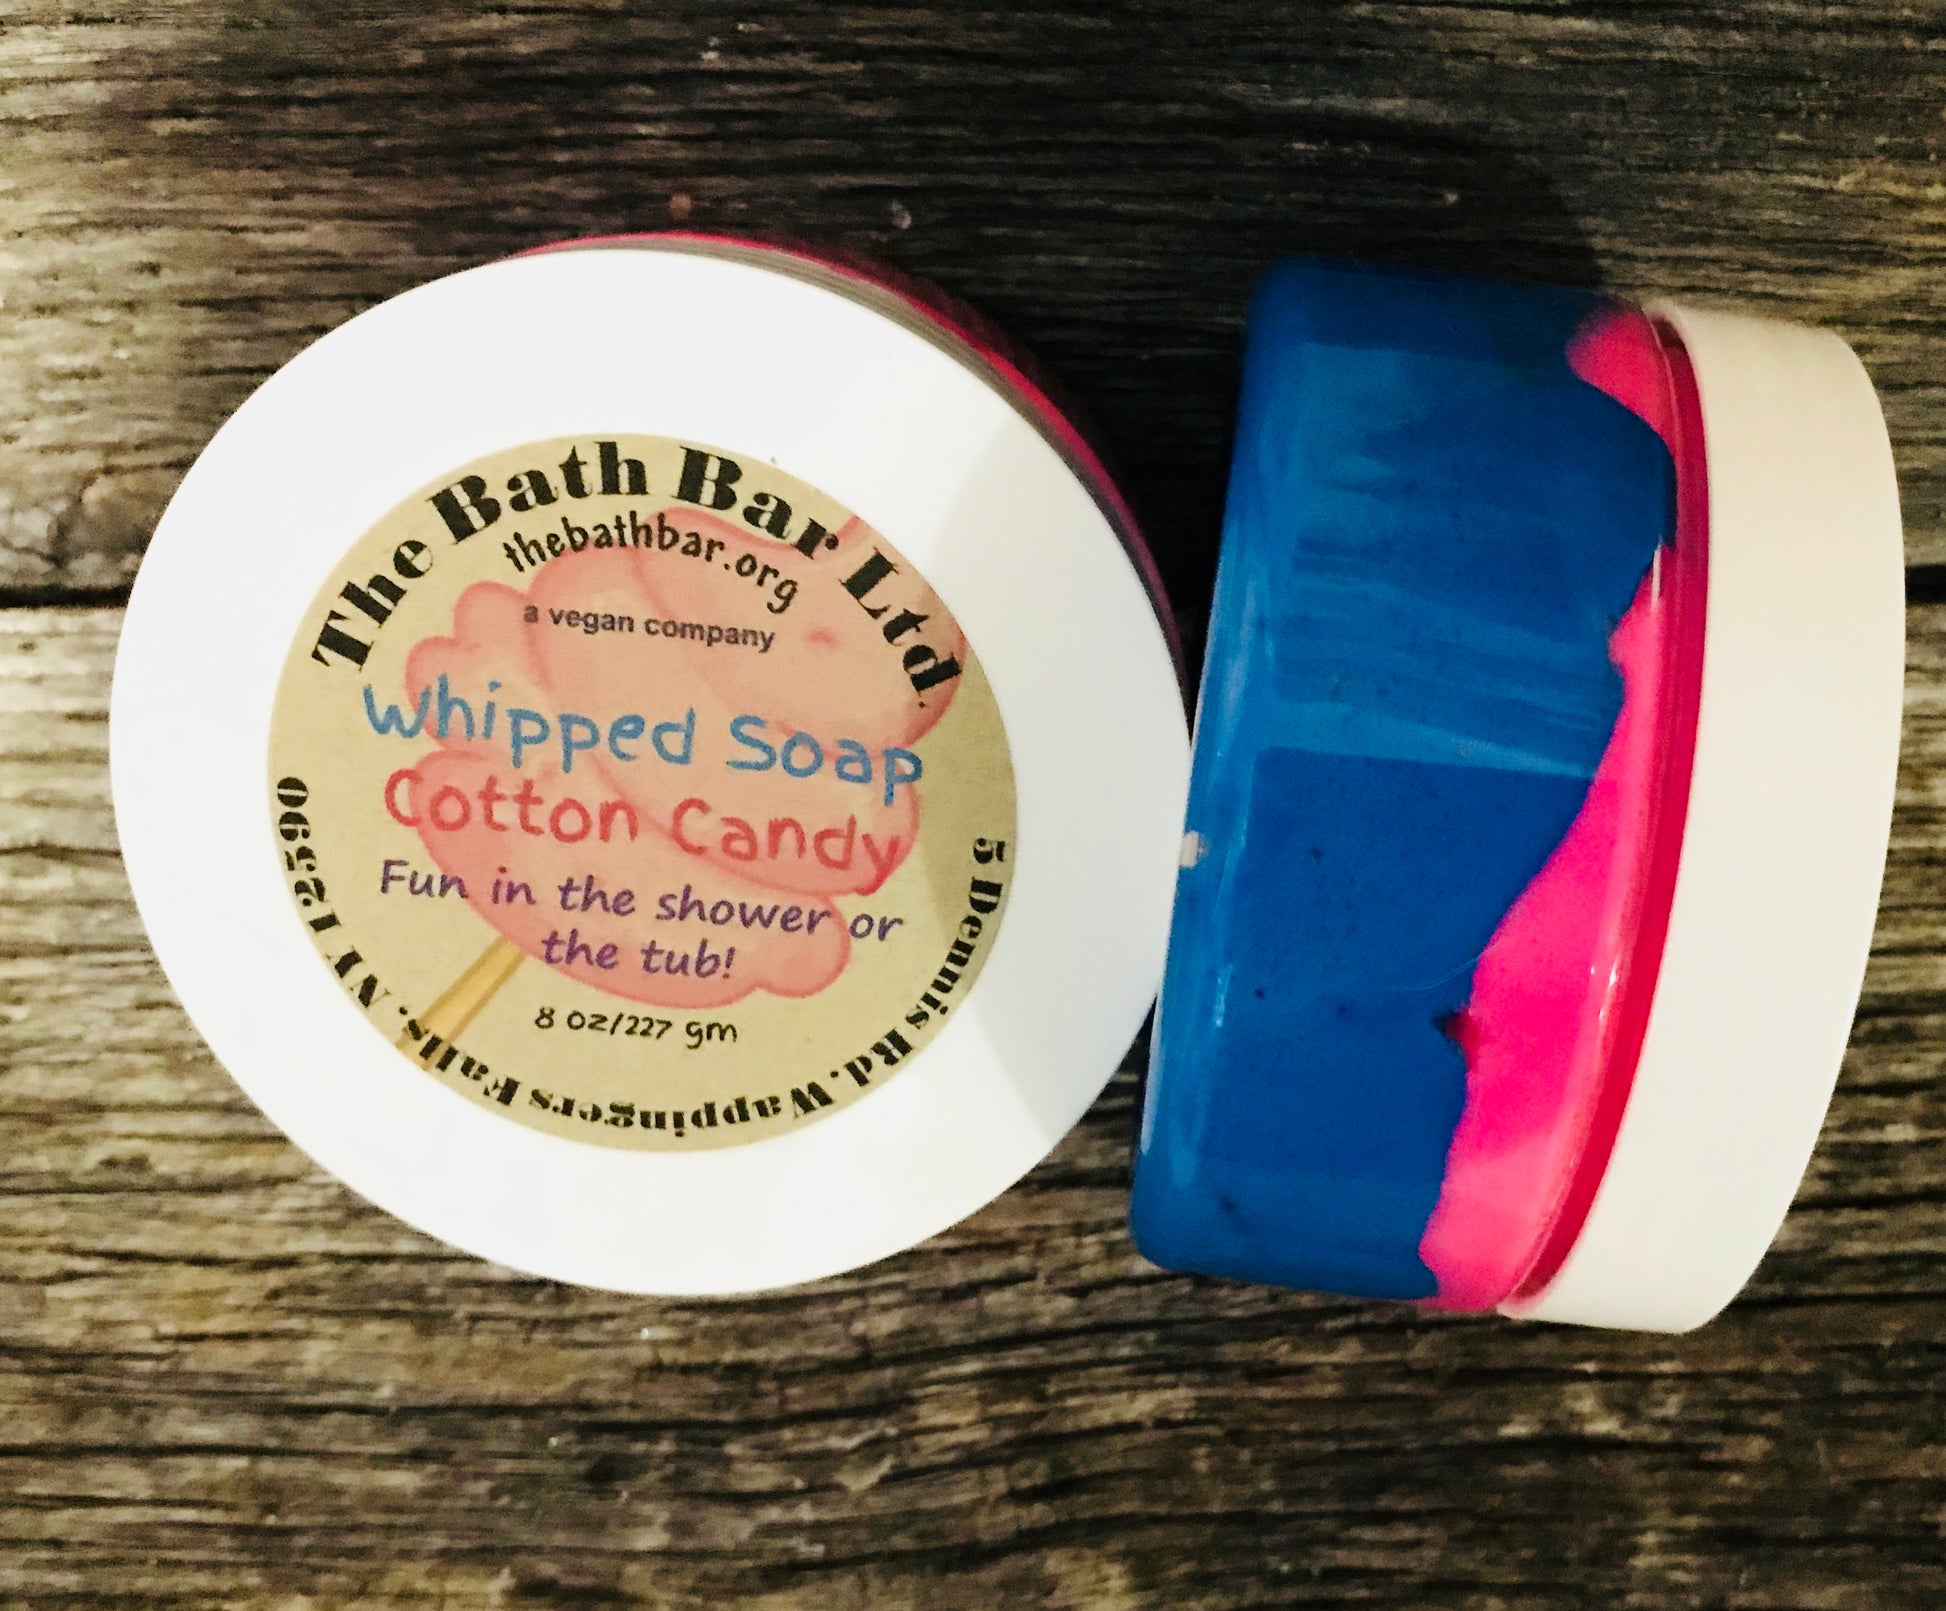 The Bath Bar Ltd.
thebathbar.org
a vegan company
Whipped Soap
Cotton Candy
Fun in the shower or
the tub!
8 oz/227 gm
5 Dennis Rd. Wappingers Falls, NY 12590